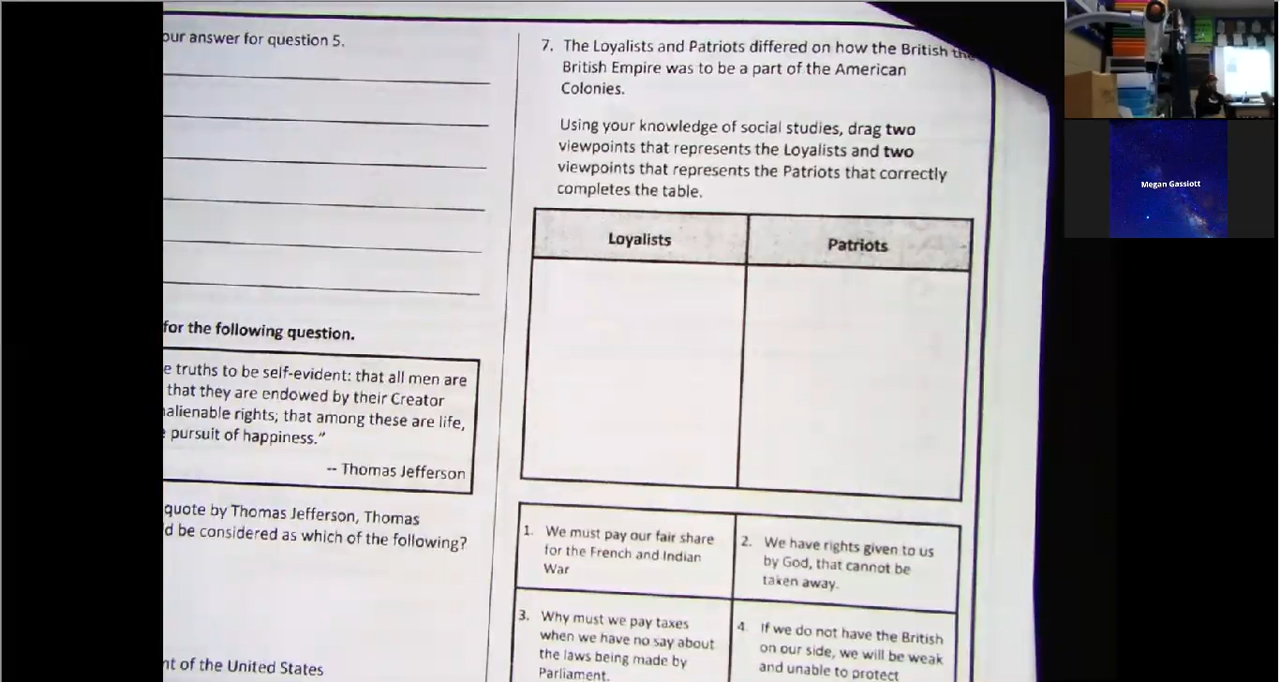 our answer for question 5.
for the following question.
e truths to be self-evident: that all men are
that they are endowed by their Creator
alienable rights; that among these are life,
pursuit of happiness."
-- Thomas Jefferson
quote by Thomas Jefferson, Thomas
d be considered as which of the following?
nt of the United States
7. The Loyalists and Patriots differed on how the British the
British Empire was to be a part of the American
Colonies.
Using your knowledge of social studies, drag two
viewpoints that represents the Loyalists and two
viewpoints that represents the Patriots that correctly
completes the table.
Loyalists
Patriots
1. We must pay our fair share
for the French and Indian
War
2. We have rights given to us
by God, that cannot be
taken away.
3. Why must we pay taxes
when we have no say about
the laws being made by
Parliament.
4. If we do not have the British
on our side, we will be weak
and unable to protect
Megan Gassiott